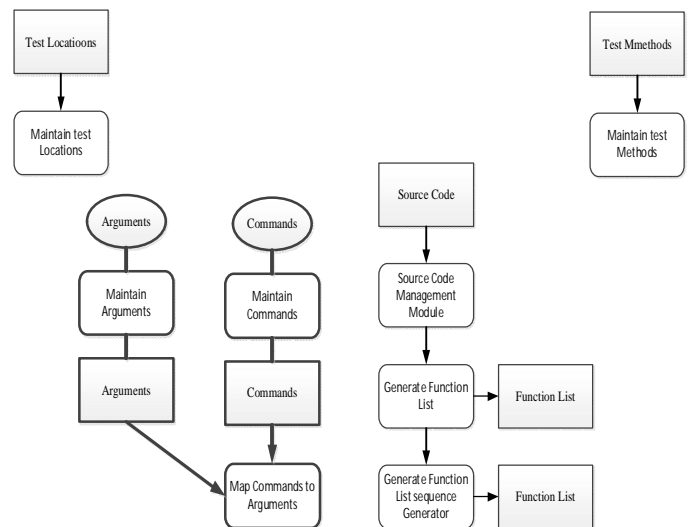 Test Locatioons
Test Mmethods
Maintain test
Locations
Maintain test
Methods
Source Code
Arguments
Commands
Source Code
Management
Module
Maintain
Arguments
Maintain
Commands
Arguments
Commands
Generate Function
List
Function List
Map Commands to
Arguments
Generate Function
List sequence
Generator
Function List